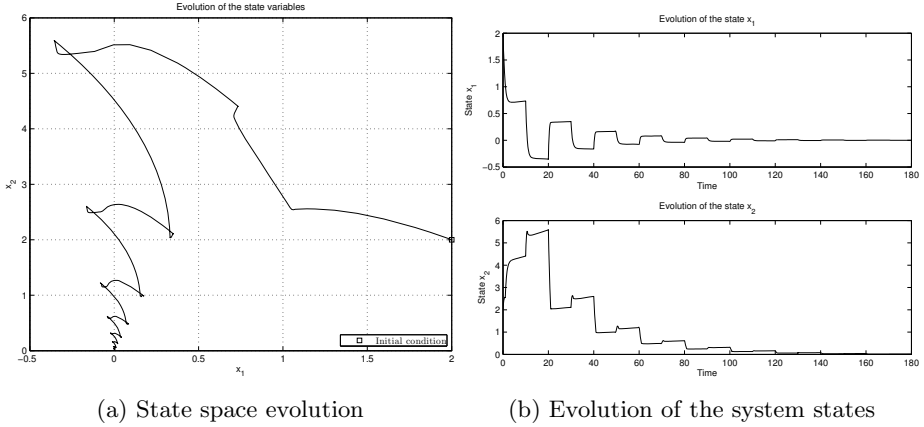 Evolution of the state variables
6
5
4
3
2
1
0
x2
-0.5 0 0.5 1 1.5 2
x1
Initial condition
(a) State space evolution
Evolution of the state x1
2
1.5
1
0.5
0
−0.5
State x1
0 20 40 60 80 100 120 140 160 180
Time
Evolution of the state x2
6
5
4
3
2
1
0
State x2
0 20 40 60 80 100 120 140 160 180
Time
(b) Evolution of the system states